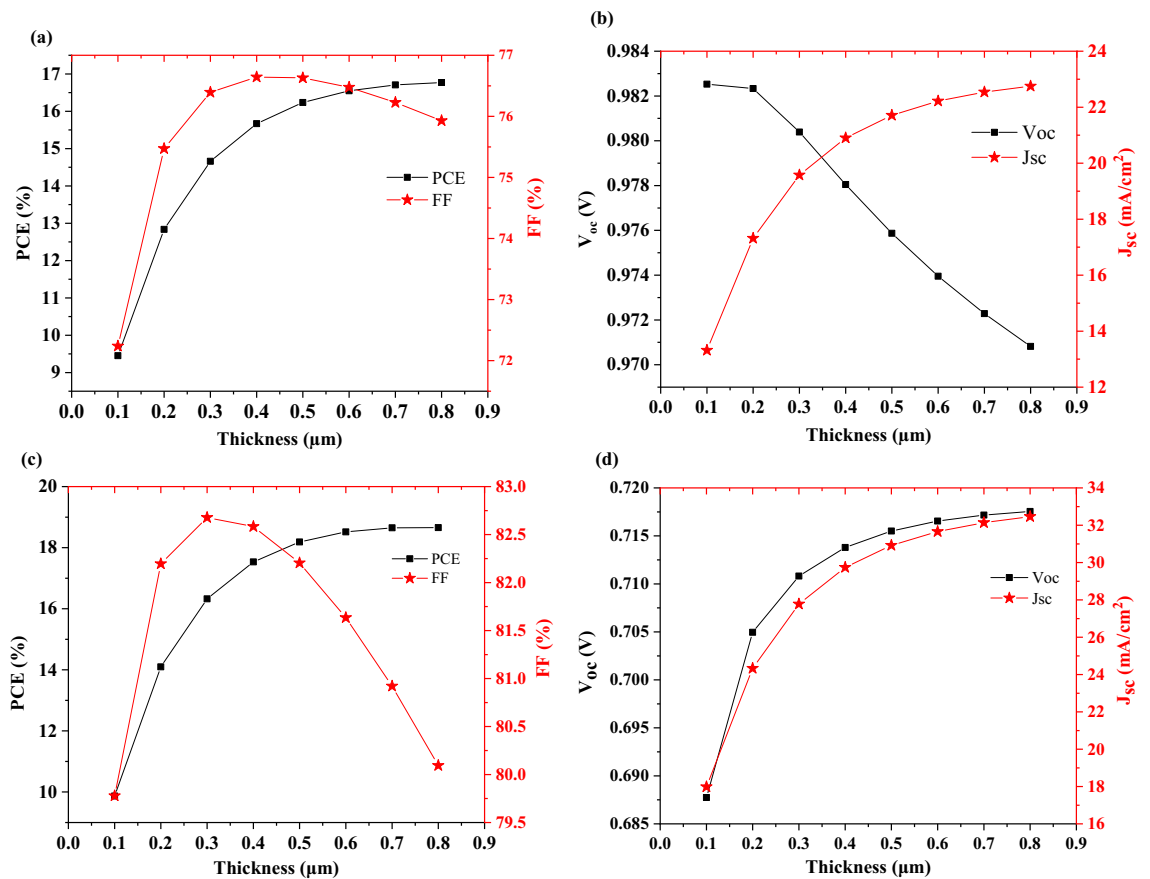 (a)
PCE (%)
17
16
15
14
13
12
11
10
9
77
76
75
74
73
72
FF (%)
PCE
FF
0.0 0.1 0.2 0.3 0.4 0.5 0.6 0.7 0.8 0.9
Thickness (µm)
(b)
Voc (V)
0.984
0.982
0.980
0.978
0.976
0.974
0.972
0.970
24
22
20
18
16
14
12
Jsc (mA/cm²)
Voc
Jsc
0.0 0.1 0.2 0.3 0.4 0.5 0.6 0.7 0.8 0.9
Thickness (µm)
(c)
PCE (%)
20
18
16
14
12
10
83.0
82.5
82.0
81.5
81.0
80.5
80.0
79.5
FF (%)
PCE
FF
0.0 0.1 0.2 0.3 0.4 0.5 0.6 0.7 0.8 0.9
Thickness (µm)
(d)
Voc (V)
0.720
0.715
0.710
0.705
0.700
0.695
0.690
0.685
34
32
30
28
26
24
22
20
18
16
Jsc (mA/cm²)
Voc
Jsc
0.0 0.1 0.2 0.3 0.4 0.5 0.6 0.7 0.8 0.9
Thickness (µm)